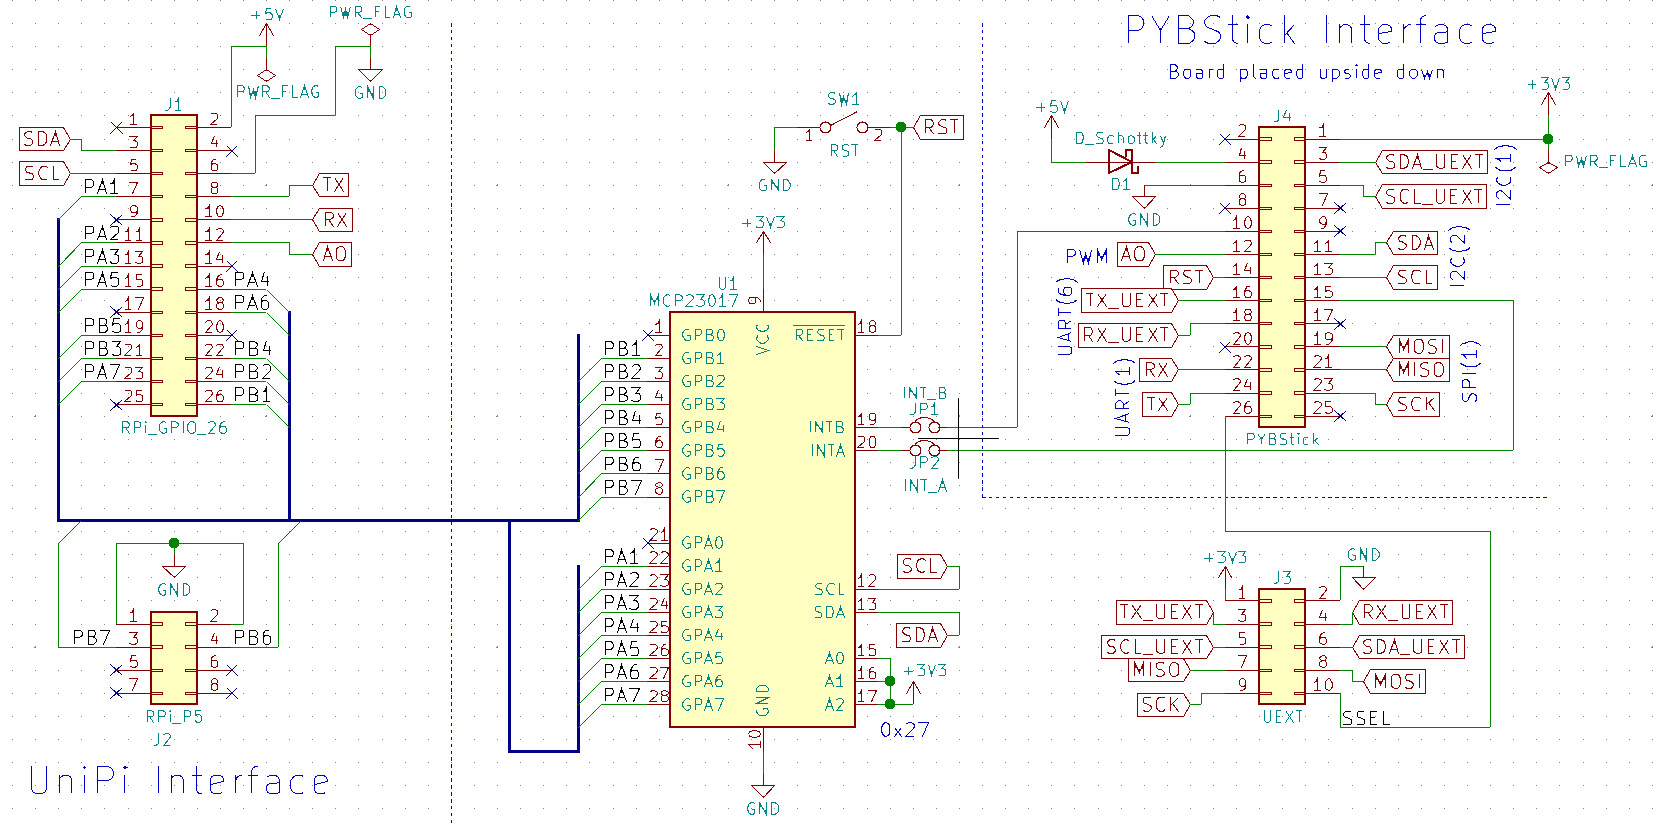 +5V
PWR_FLAG
PWR_FLAG
GND
J1
SDA
SCL
1 2
3 4
5 6
PA1 7 8 TX
9 10 RX
PA2 11 12 AO
PA3 13 14
PA5 15 16 PA4
17 18 PA6
PB5 19 20
PB3 21 22 PB4
PA7 23 24 PB2
25 26 PB1
RPi_GPIO_26
GND
1 2
PB7 3 4 PB6
5 6
7 8
RPi_P5
J2
UniPi Interface
SW1
1 2 RST
RST
GND
+3V3
U1
MCP23017
9
VCC
1 GPB0
PB1 2 GPB1
PB2 3 GPB2
PB3 4 GPB3
PB4 5 GPB4
PB5 6 GPB5
PB6 7 GPB6
PB7 8 GPB7
21 GPA0
PA1 22 GPA1
PA2 23 GPA2
PA3 24 GPA3
PA4 25 GPA4
PA5 26 GPA5
PA6 27 GPA6
PA7 28 GPA7
RESET 18
INTB 19
INTA 20
INT_B
JP1
JP2
INT_A
SCL 12 SCL
SDA 13 SDA
A0 15
A1 16
A2 17
+3V3
0x27
GND
10
GND
PYBStick Interface
Board placed upside down
+5V
D_Schottky
D1
GND
+3V3
PWR_FLAG
J4
2 1
4 3 SDA_UEXT
6 5 SCL_UEXT
I2C(1)
8 7
10 9
PWM AO 12 11 SDA
RST 14 13 SCL
I2C(2)
TX_UEXT 16 15
RX_UEXT 18 17
UART(6)
20 19 MOSI
RX 22 21 MISO
TX 24 23 SCK
UART(1)
SPI(1)
26 25
PYBStick
+3V3
GND
J3
1 2
TX_UEXT 3 4 RX_UEXT
SCL_UEXT 5 6 SDA_UEXT
MISO 7 8 MOSI
SCK 9 10
SSEL
UEXT